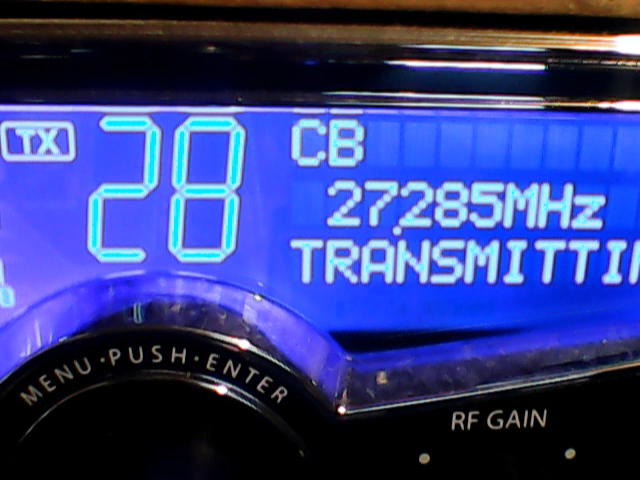 TX 28 CB
27.285MHz
TRANSMITTIN
MENU·PUSH·ENTER
RF GAIN